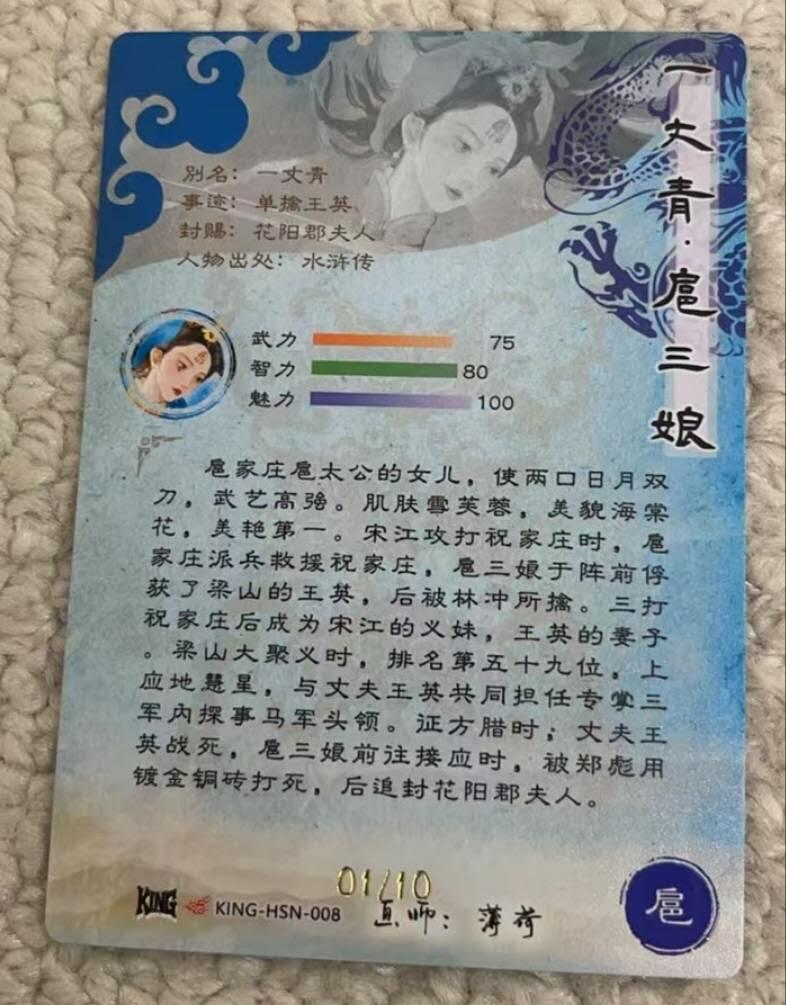 一丈青·扈三娘
别名：一丈青
事迹：单擒王英
封赐：花阳郡夫人
人物出处：水浒传
武力 75
智力 80
魅力 100
扈家庄扈太公的女儿，使两口日月双
刀，武艺高强。肌肤雪芙蓉，美貌海棠
花，美艳第一。宋江攻打祝家庄时，扈
家庄派兵救援祝家庄，扈三娘于阵前俘
获了梁山的王英，后被林冲所擒。三打
祝家庄后成为宋江的义妹，王英的妻子
。梁山大聚义时，排名第五十九位，上
应地慧星，与丈夫王英共同担任专掌三
军内探事马军头领。证方腊时；丈夫王
英战死，扈三娘前往接应时，被郑彪用
镀金铜砖打死，后追封花阳郡夫人。
01/10
KING KING-HSN-008 画师：薄荷
扈